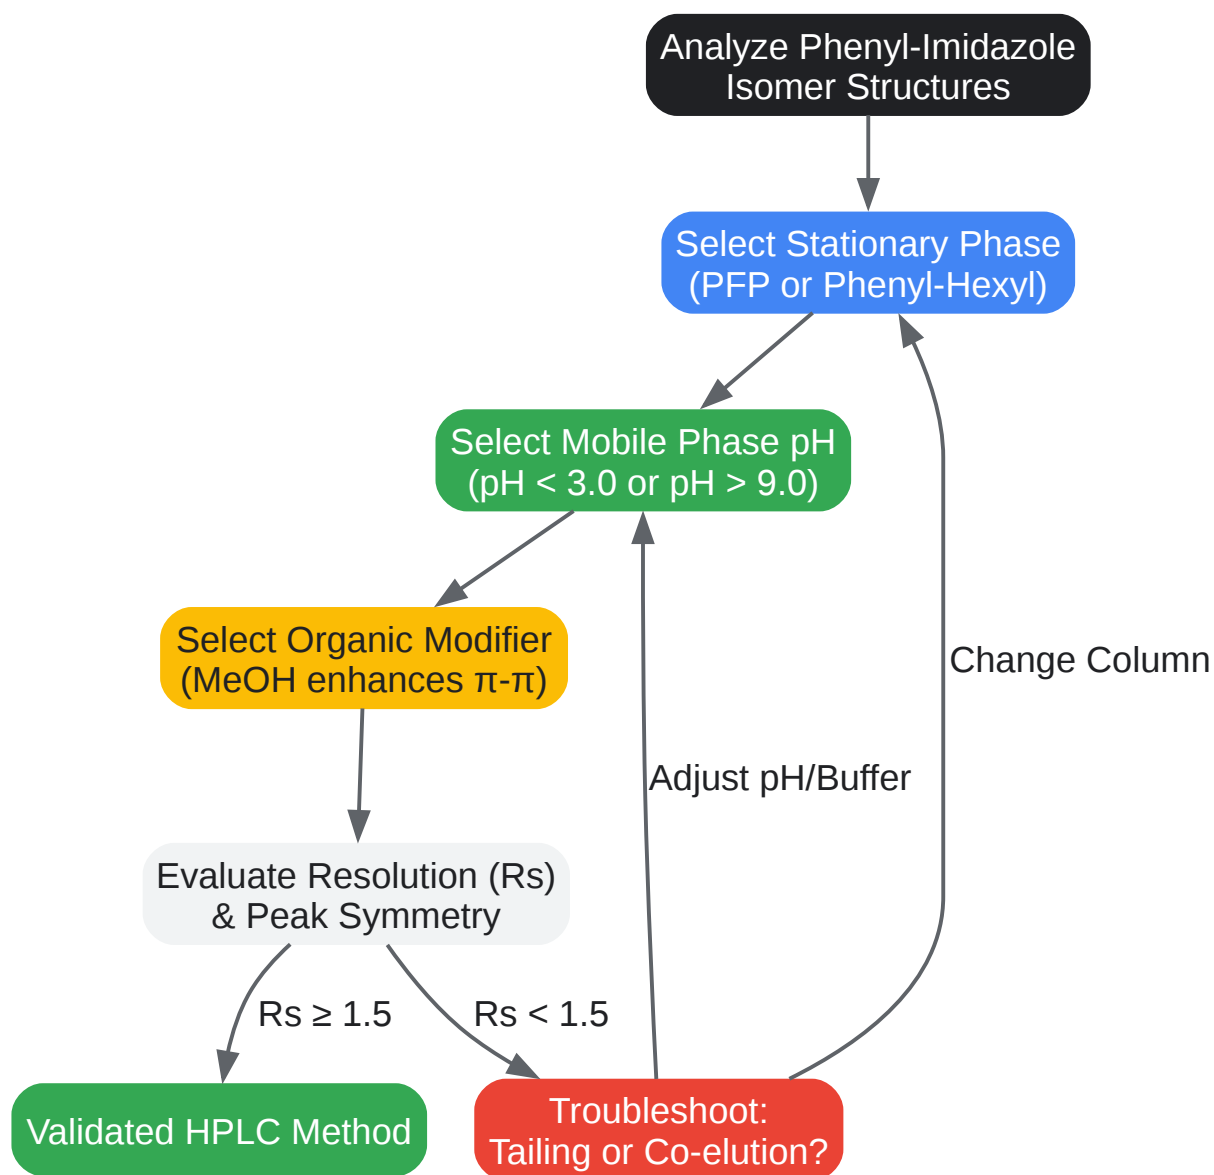 Analyze Phenyl-Imidazole
Isomer Structures
Select Stationary Phase
(PFP or Phenyl-Hexyl)
Select Mobile Phase pH
(pH < 3.0 or pH > 9.0)
Select Organic Modifier
(MeOH enhances π-π)
Change Column
Adjust pH/Buffer
Evaluate Resolution (Rs)
& Peak Symmetry
Rs ≥ 1.5
Rs < 1.5
Validated HPLC Method
Troubleshoot:
Tailing or Co-elution?